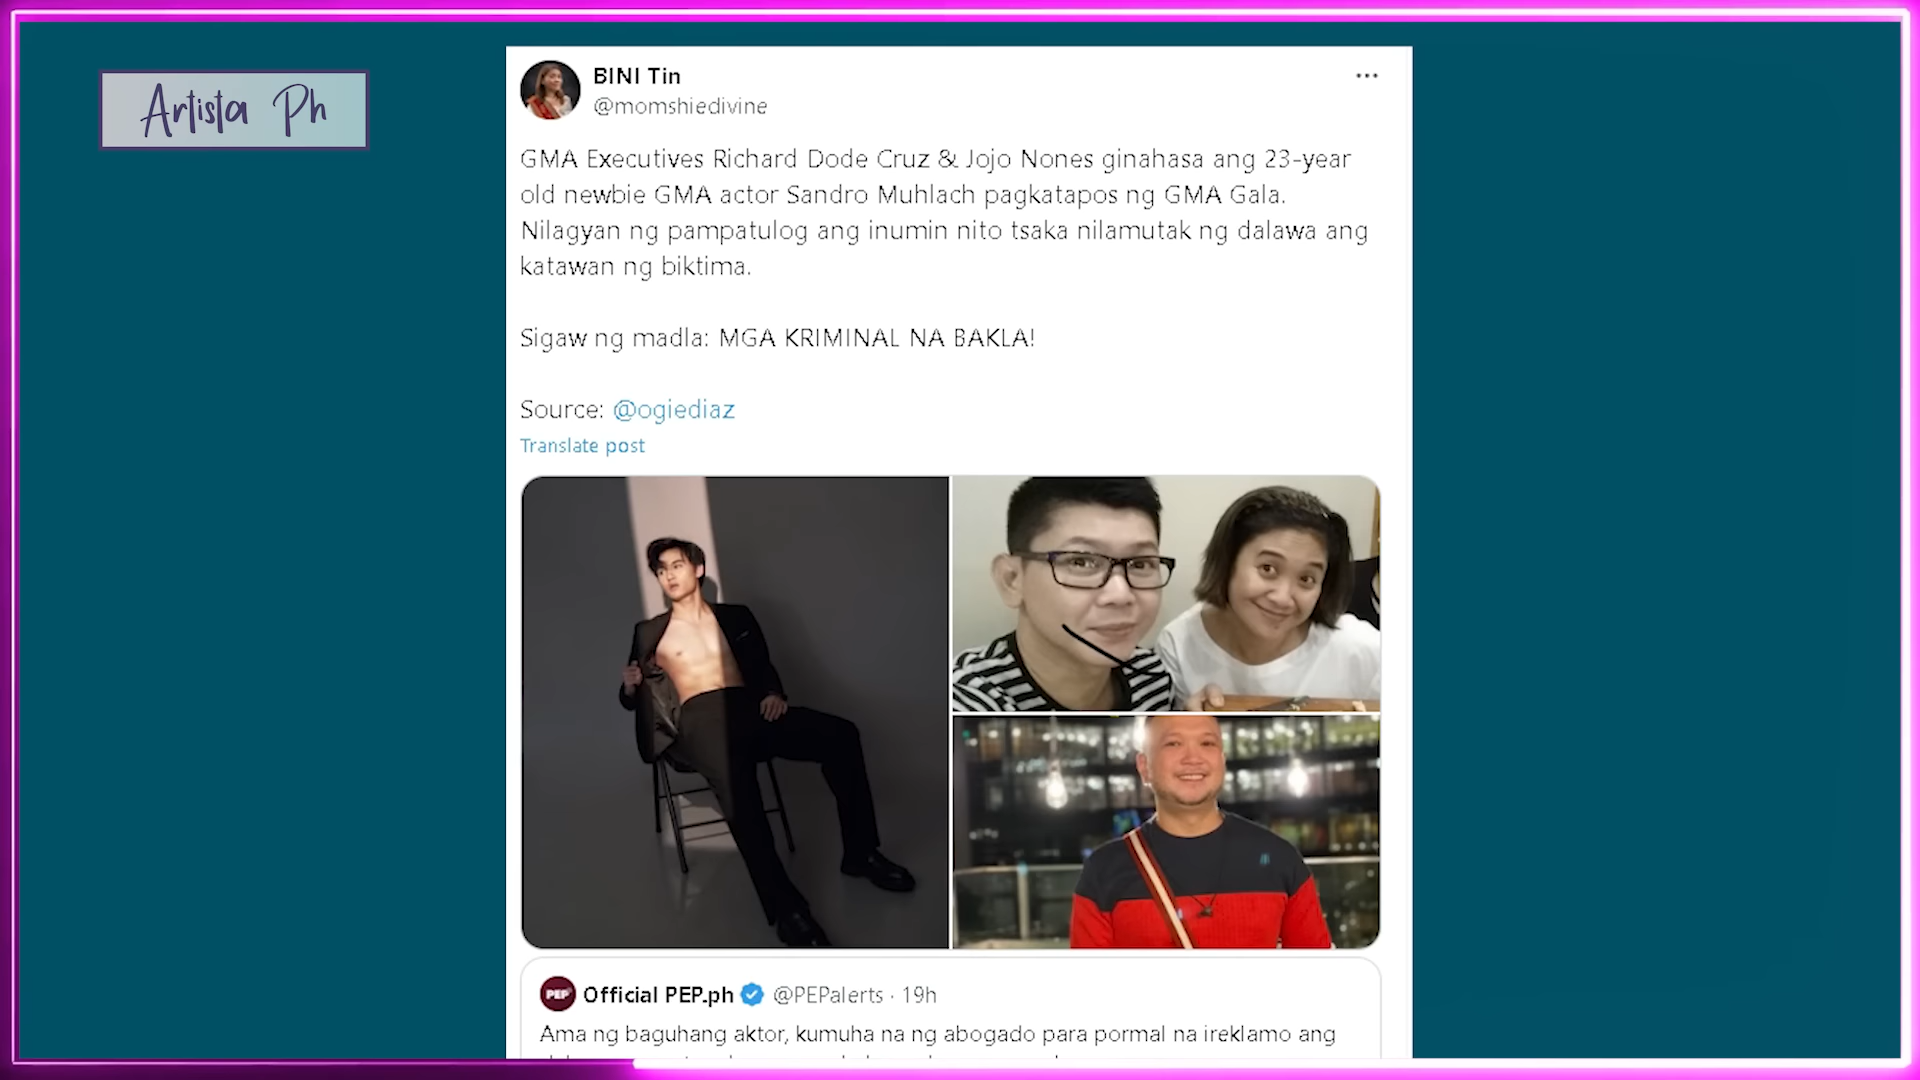 Artista Ph
BINI Tin
@momshiedivine
GMA Executives Richard Dode Cruz & Jojo Nones ginahasa ang 23-year
old newbie GMA actor Sandro Muhlach pagkatapos ng GMA Gala.
Nilagyan ng pampatulog ang inumin nito tsaka nilamutak ng dalawa ang
katawan ng biktima.
Sigaw ng madla: MGA KRIMINAL NA BAKLA!
Source: @ogiediaz
Translate post
PEP
Official PEP.ph @PEPalerts · 19h
Ama ng baguhang aktor, kumuha na ng abogado para pormal na ireklamo ang